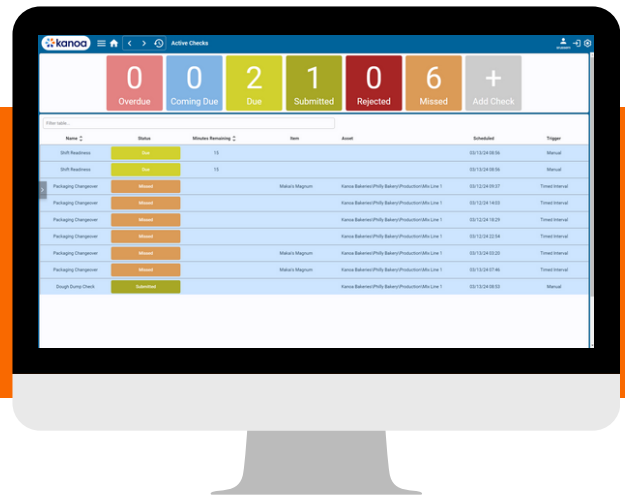 kanoa Active Checks
0 0 2 1 0 6 +
Overdue Coming Due Due Submitted Rejected Missed Add Check
Filter table...
Name Status Minutes Remaining Item Asset Scheduled Trigger
Shift Readiness Due 15 03/13/24 08:56 Manual
Shift Readiness Due 15 03/13/24 08:56 Manual
Packaging Changeover Missed Maka's Magnum Kanoa Bakeries\Philly Bakery\Production\Mix Line 1 03/12/24 09:37 Timed Interval
Packaging Changeover Missed Kanoa Bakeries\Philly Bakery\Production\Mix Line 1 03/12/24 14:03 Timed Interval
Packaging Changeover Missed Kanoa Bakeries\Philly Bakery\Production\Mix Line 1 03/12/24 18:29 Timed Interval
Packaging Changeover Missed Kanoa Bakeries\Philly Bakery\Production\Mix Line 1 03/12/24 22:54 Timed Interval
Packaging Changeover Missed Maka's Magnum Kanoa Bakeries\Philly Bakery\Production\Mix Line 1 03/13/24 03:20 Timed Interval
Packaging Changeover Missed Maka's Magnum Kanoa Bakeries\Philly Bakery\Production\Mix Line 1 03/13/24 07:46 Timed Interval
Dough Dump Check Submitted Kanoa Bakeries\Philly Bakery\Production\Mix Line 1 03/13/24 08:53 Manual